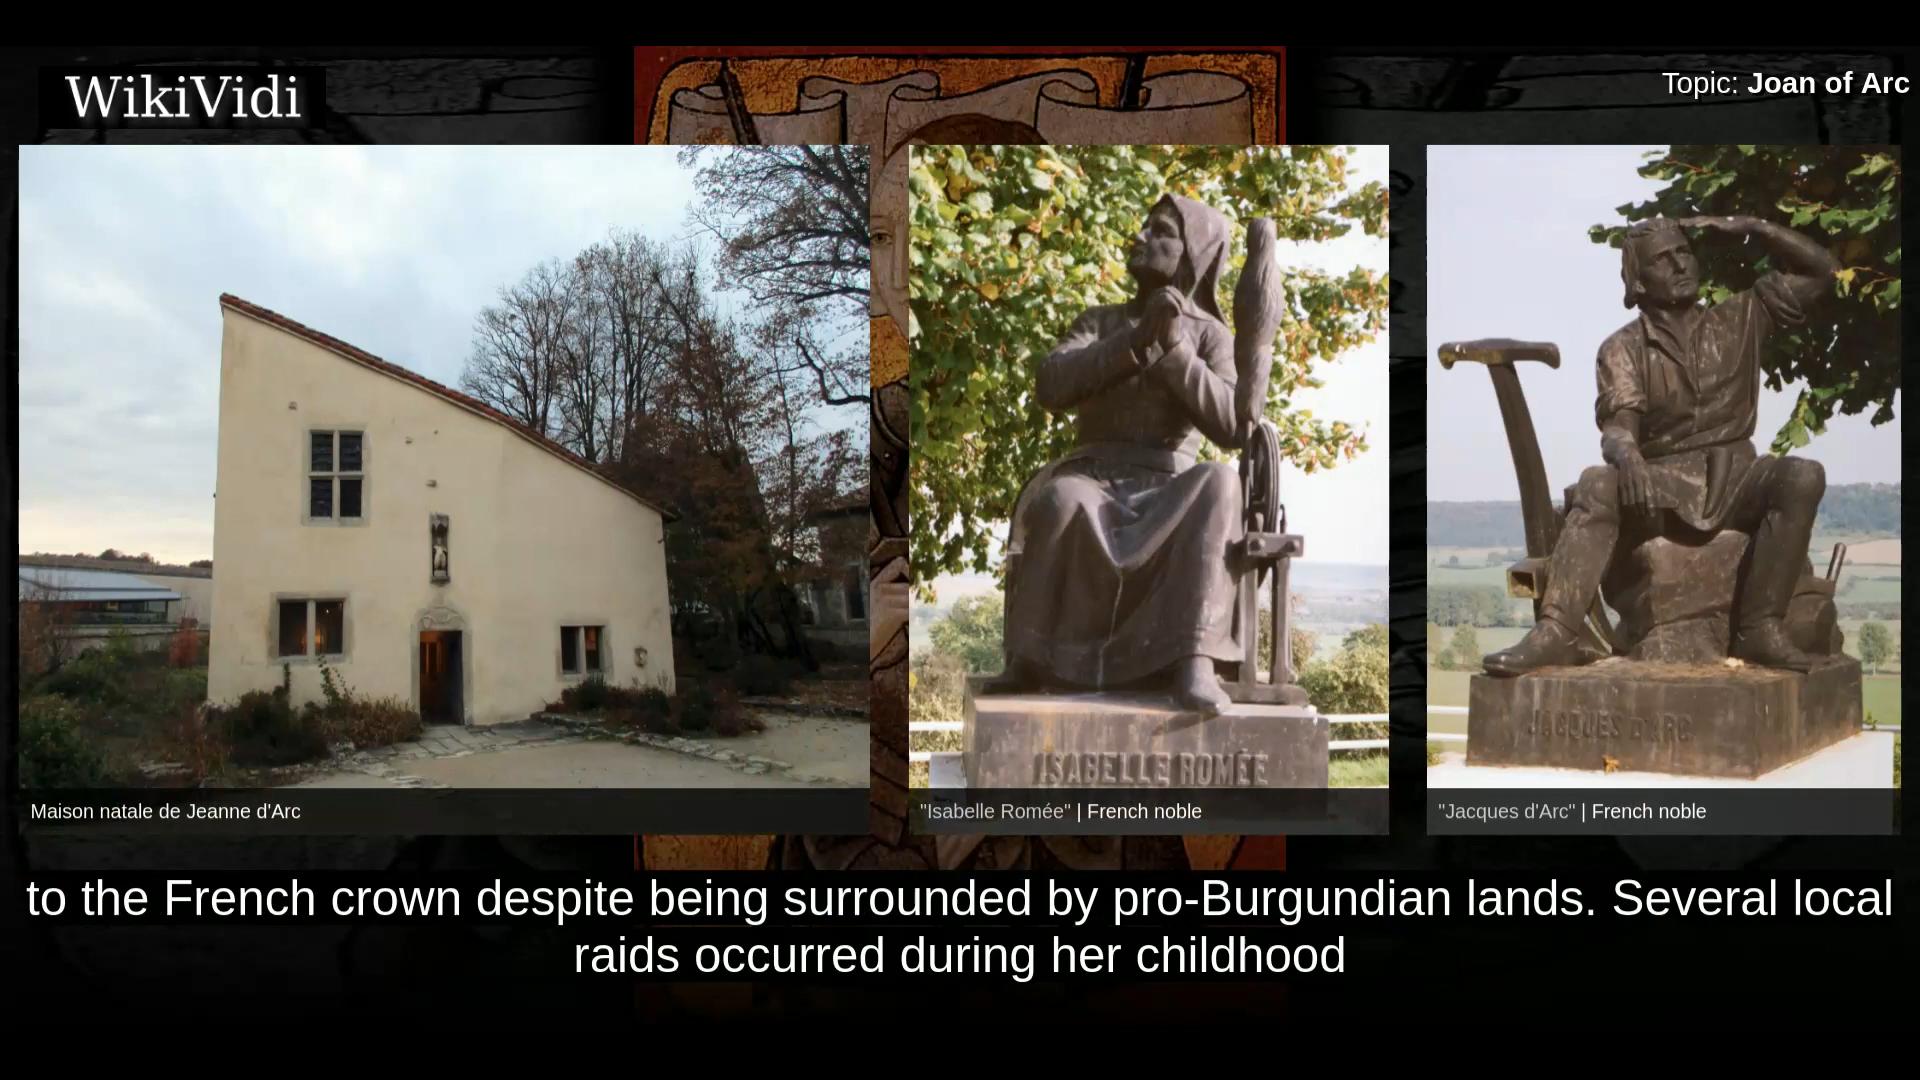 WikiVidi
Topic: Joan of Arc
ISABELLE ROMÉE
JACQUES D'ARC.
Maison natale de Jeanne d'Arc
"Isabelle Romée" | French noble
"Jacques d'Arc" | French noble
to the French crown despite being surrounded by pro-Burgundian lands. Several local
raids occurred during her childhood